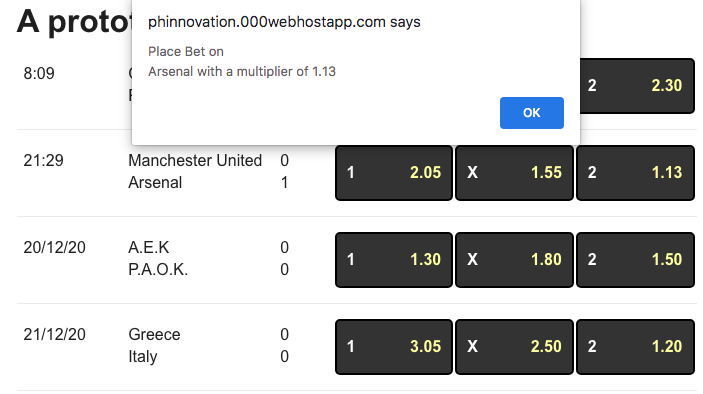 A proto
phinnovation.000webhostapp.com says
Place Bet on
Arsenal with a multiplier of 1.13
OK
8:09
2 2.30
21:29 Manchester United 0 1 2.05 X 1.55 2 1.13
Arsenal 1
20/12/20 A.E.K 0 1 1.30 X 1.80 2 1.50
P.A.O.K. 0
21/12/20 Greece 0 1 3.05 X 2.50 2 1.20
Italy 0